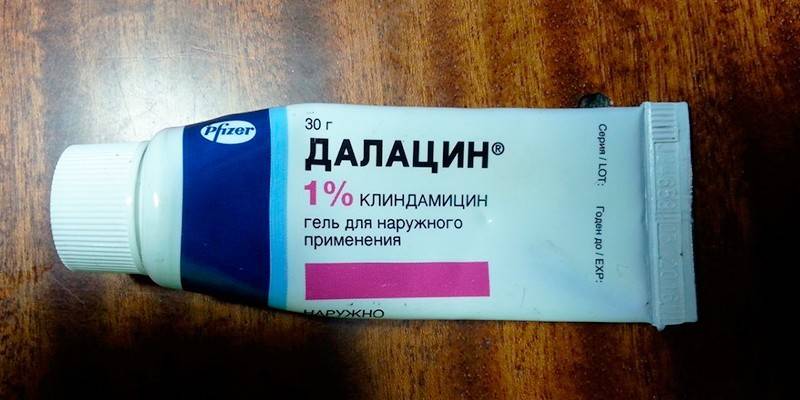 Pfizer
30 г
ДАЛАЦИН®
1% КЛИНДАМИЦИН
гель для наружного
применения
НАРУЖНО
Серия / LOT:
Годен до / EXP: